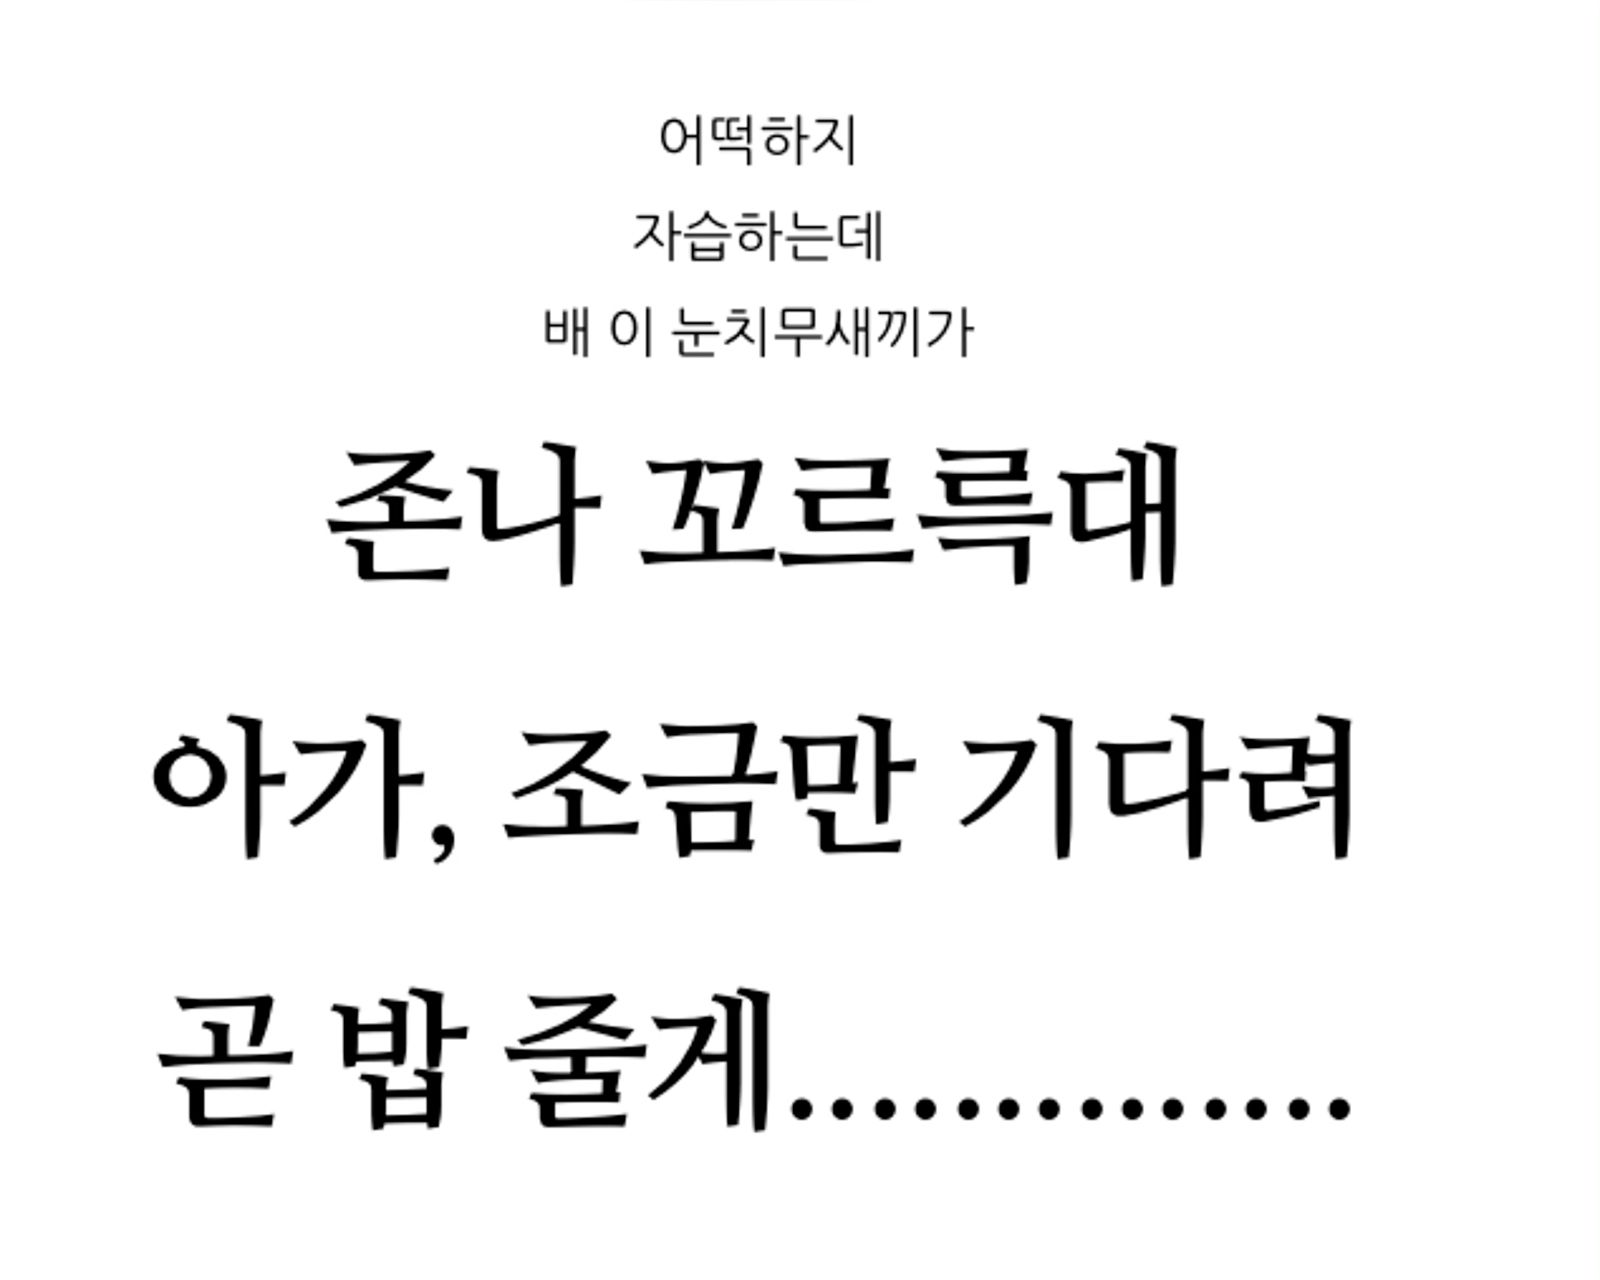 어떡하지
자습하는데
배 이 눈치무새끼가
존나 꼬르륵대
아가, 조금만 기다려
곧 밥 줄게..............